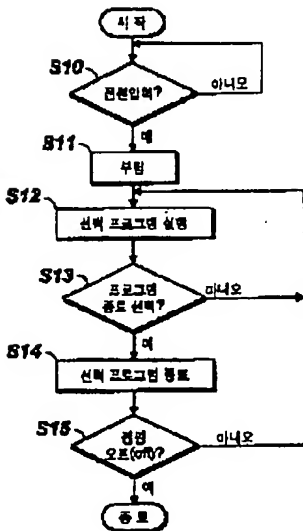 시 작
S10
전원입력?
아니오
예
S11
부팅
S12
선택 프로그램 실행
S13
프로그램
종료 선택?
아니오
예
S14
선택 프로그램 종료
S15
전원
오프(off)?
아니오
예
종 료